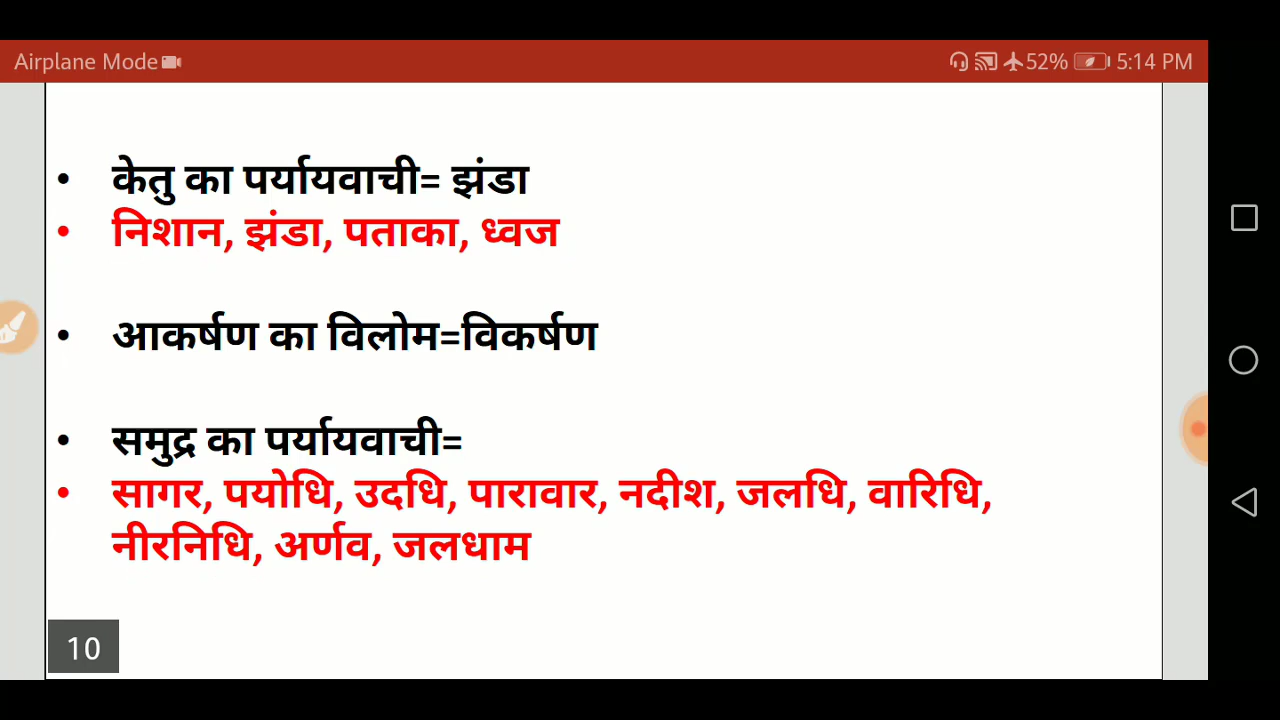 Airplane Mode 52% 5:14 PM
• केतु का पर्यायवाची= झंडा
• निशान, झंडा, पताका, ध्वज
• आकर्षण का विलोम=विकर्षण
• समुद्र का पर्यायवाची=
• सागर, पयोधि, उदधि, पारावार, नदीश, जलधि, वारिधि,
नीरनिधि, अर्णव, जलधाम
10